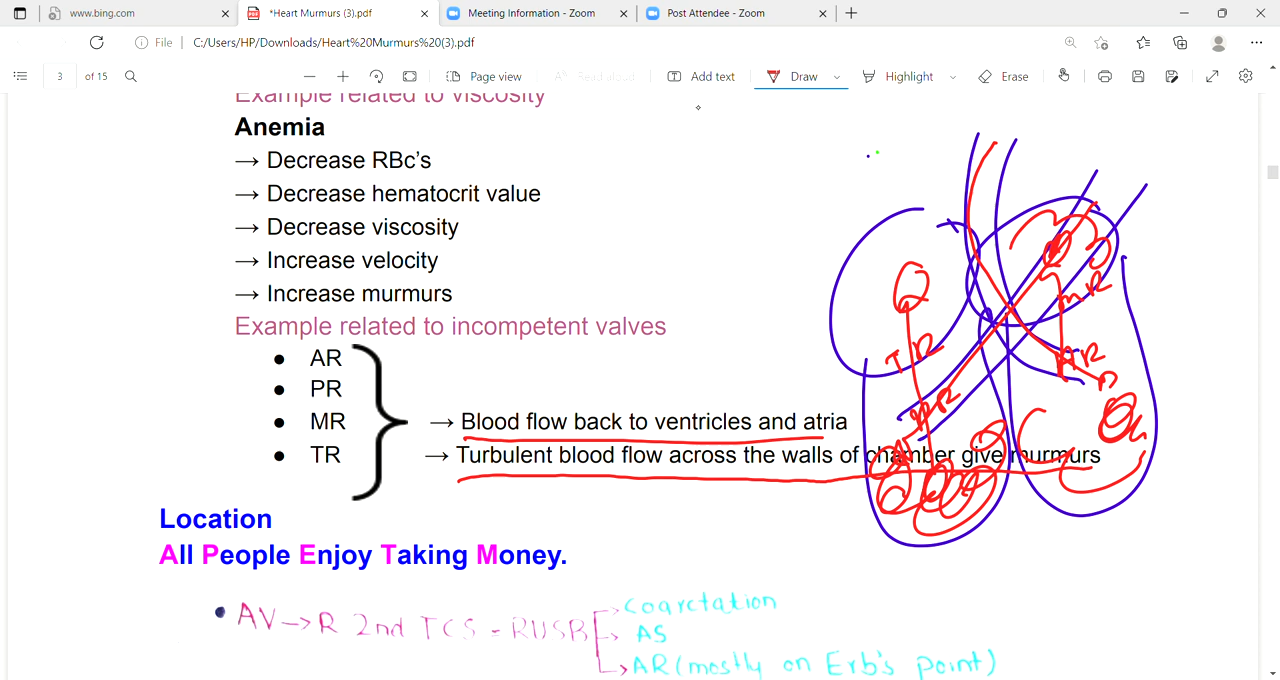 www.bing.com
*Heart Murmurs (3).pdf
Meeting Information - Zoom
Post Attendee - Zoom
File
C:/Users/HP/Downloads/Heart%20Murmurs%20(3).pdf
3 of 15
Page view
Read aloud
Add text
Draw
Highlight
Erase
Example related to viscosity
Anemia
→ Decrease RBc's
→ Decrease hematocrit value
→ Decrease viscosity
→ Increase velocity
→ Increase murmurs
Example related to incompetent valves
• AR
• PR
• MR → Blood flow back to ventricles and atria
• TR → Turbulent blood flow across the walls of chamber give murmurs
MR
TR
AR
PR
Location
All People Enjoy Taking Money.
Coarctation
• AV → R 2nd ICS - RUSB
AS
AR (mostly on Erb's point)